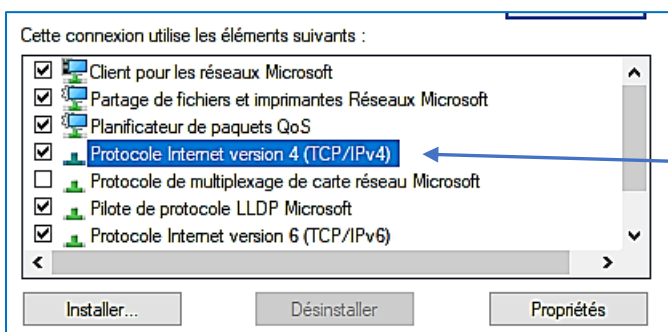 Cette connexion utilise les éléments suivants :
Client pour les réseaux Microsoft
Partage de fichiers et imprimantes Réseaux Microsoft
Planificateur de paquets QoS
Protocole Internet version 4 (TCP/IPv4)
Protocole de multiplexage de carte réseau Microsoft
Pilote de protocole LLDP Microsoft
Protocole Internet version 6 (TCP/IPv6)
Installer... Désinstaller Propriétés